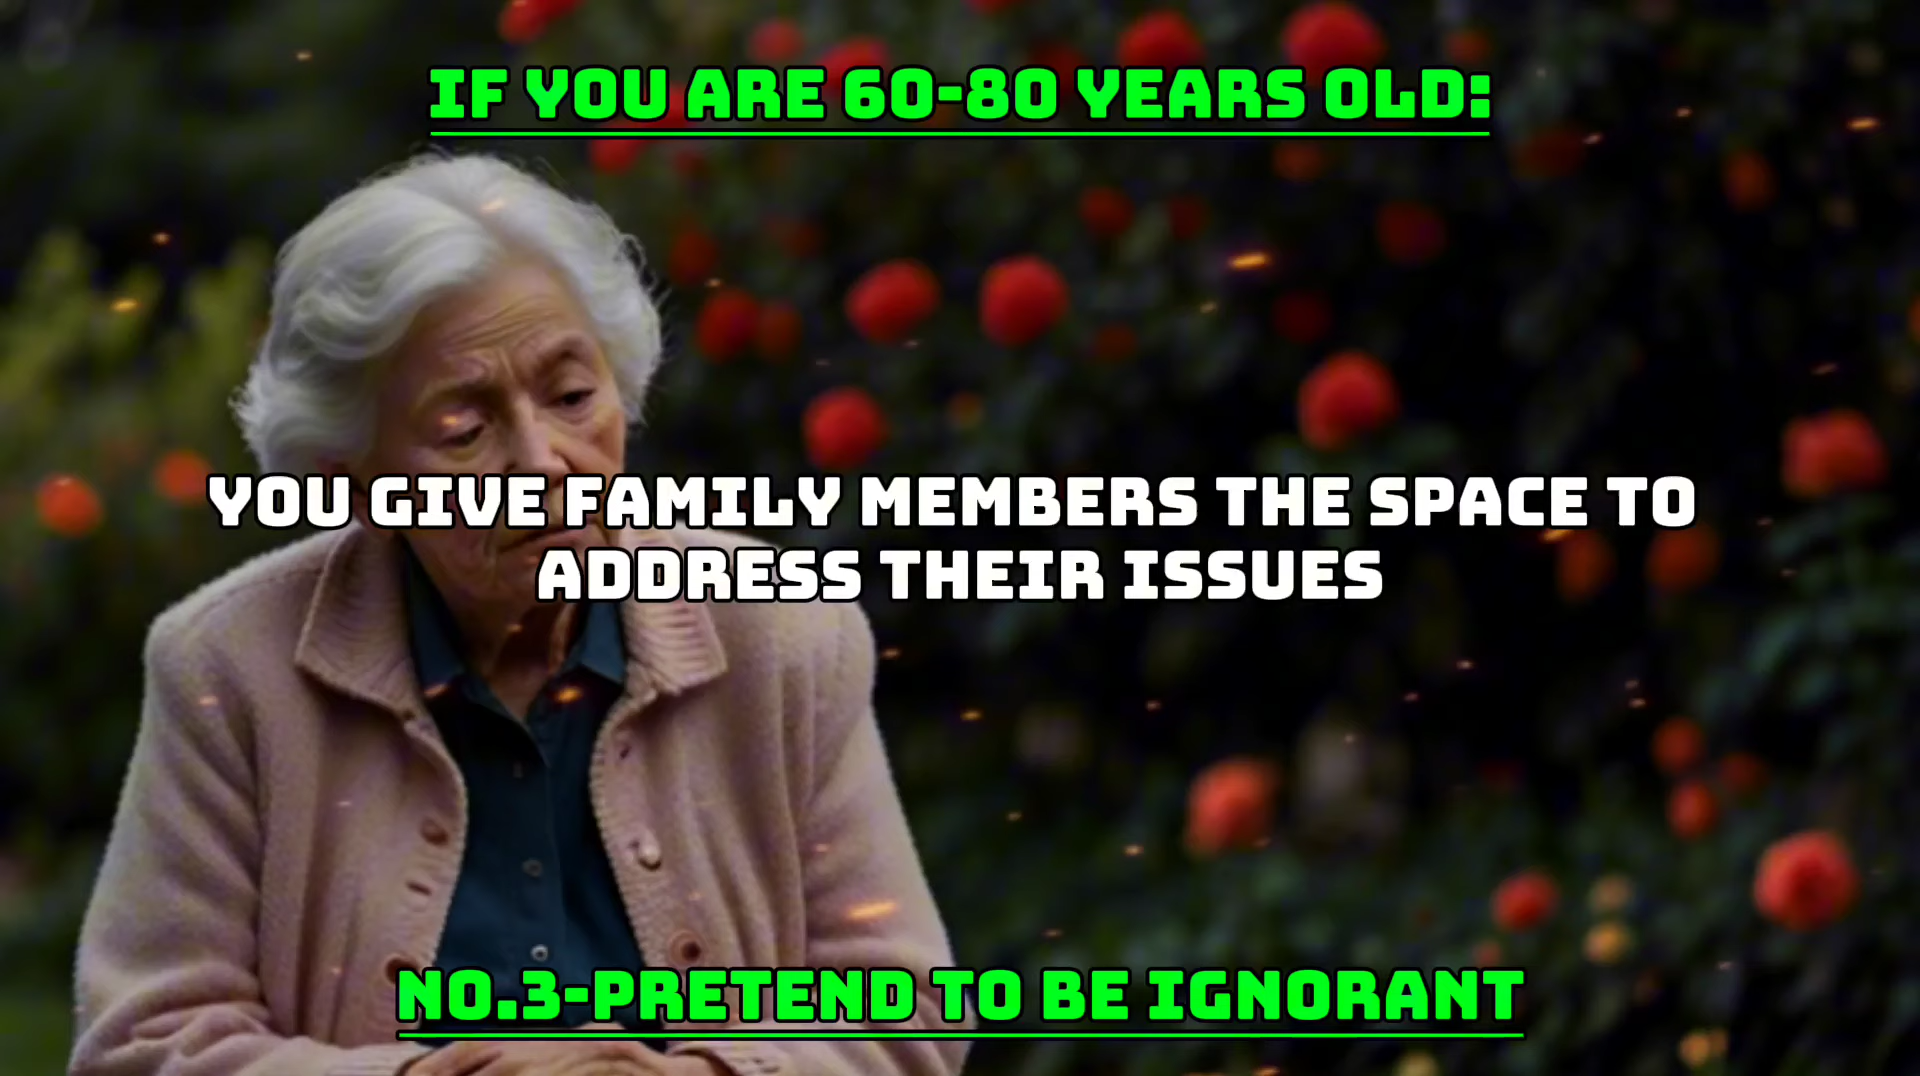 IF YOU ARE 60-80 YEARS OLD:
YOU GIVE FAMILY MEMBERS THE SPACE TO
ADDRESS THEIR ISSUES
NO.3-PRETEND TO BE IGNORANT